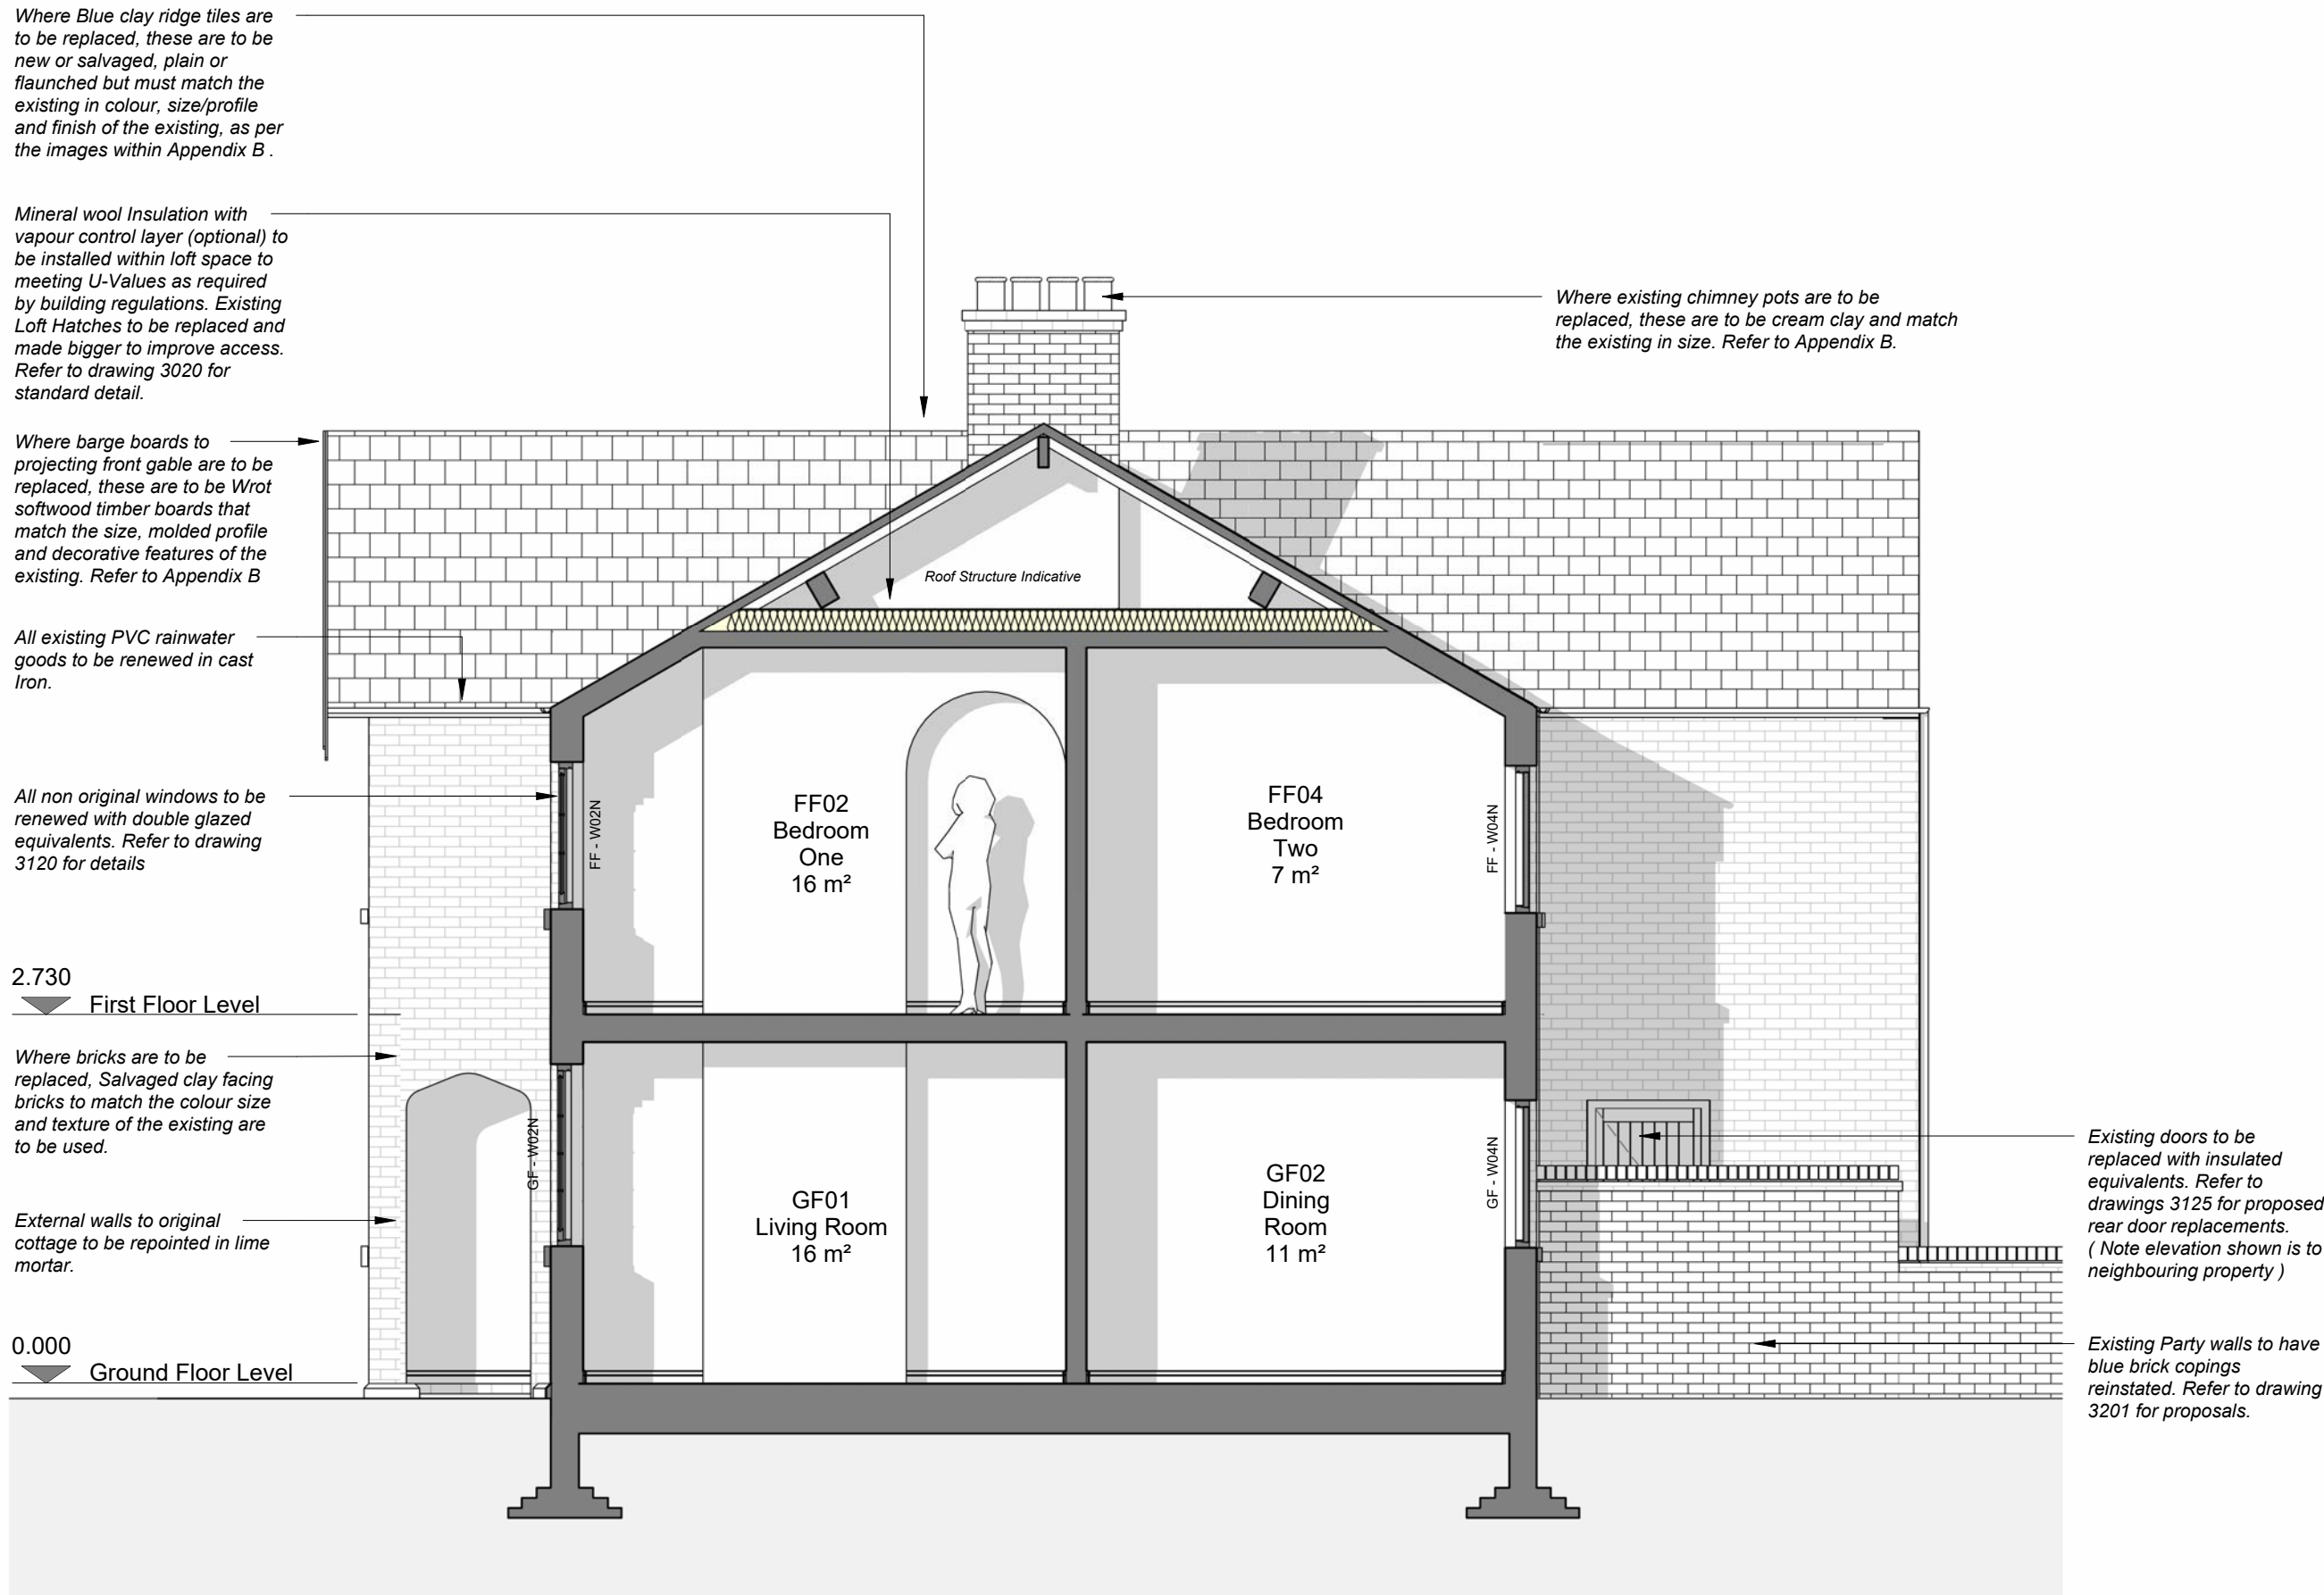 Where Blue clay ridge tiles are
to be replaced, these are to be
new or salvaged, plain or
flaunched but must match the
existing in colour, size/profile
and finish of the existing, as per
the images within Appendix B .
Mineral wool Insulation with
vapour control layer (optional) to
be installed within loft space to
meeting U-Values as required
by building regulations. Existing
Loft Hatches to be replaced and
made bigger to improve access.
Refer to drawing 3020 for
standard detail.
Where existing chimney pots are to be
replaced, these are to be cream clay and match
the existing in size. Refer to Appendix B.
Where barge boards to
projecting front gable are to be
replaced, these are to be Wrot
softwood timber boards that
match the size, molded profile
and decorative features of the
existing. Refer to Appendix B
Roof Structure Indicative
All existing PVC rainwater
goods to be renewed in cast
Iron.
All non original windows to be
renewed with double glazed
equivalents. Refer to drawing
3120 for details
FF - W02N
FF02
Bedroom
One
16 m²
FF04
Bedroom
Two
7 m²
FF - W04N
2.730
First Floor Level
Where bricks are to be
replaced, Salvaged clay facing
bricks to match the colour size
and texture of the existing are
to be used.
External walls to original
cottage to be repointed in lime
mortar.
GF - W02N
GF01
Living Room
16 m²
GF02
Dining
Room
11 m²
GF - W04N
Existing doors to be
replaced with insulated
equivalents. Refer to
drawings 3125 for proposed
rear door replacements.
( Note elevation shown is to
neighbouring property )
0.000
Ground Floor Level
Existing Party walls to have
blue brick copings
reinstated. Refer to drawing
3201 for proposals.